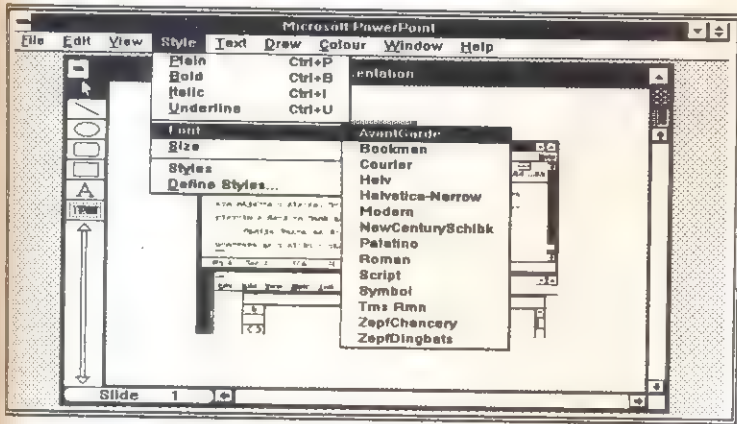 Microsoft PowerPoint
File Edit View Style Text Draw Colour Window Help
entation
Plain Ctrl+P
Bold Ctrl+B
Italic Ctrl+I
Underline Ctrl+U
Font
Size
Styles
Define Styles...
AvantGarde
Bookman
Courier
Helv
Helvetica-Narrow
Modern
NewCenturySchlbk
Palatino
Roman
Script
Symbol
Tms Rmn
ZapfChancery
ZapfDingbats
A
Slide 1